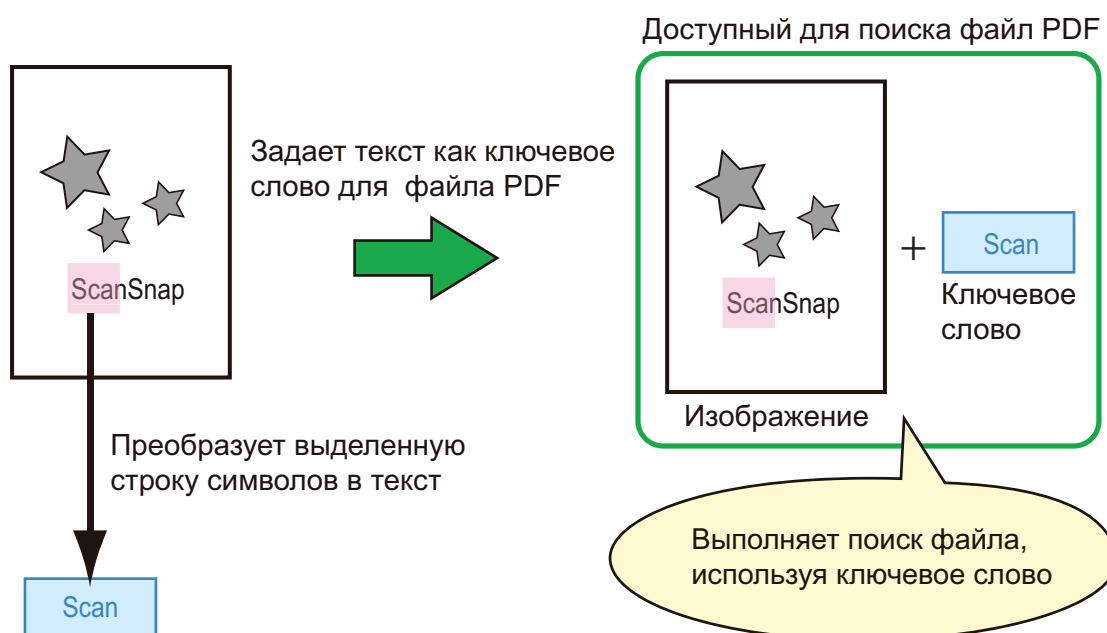 Доступный для поиска файл PDF
Задает текст как ключевое
слово для файла PDF
ScanSnap
ScanSnap
+
Scan
Ключевое
слово
Изображение
Преобразует выделенную
строку символов в текст
Выполняет поиск файла,
используя ключевое слово
Scan